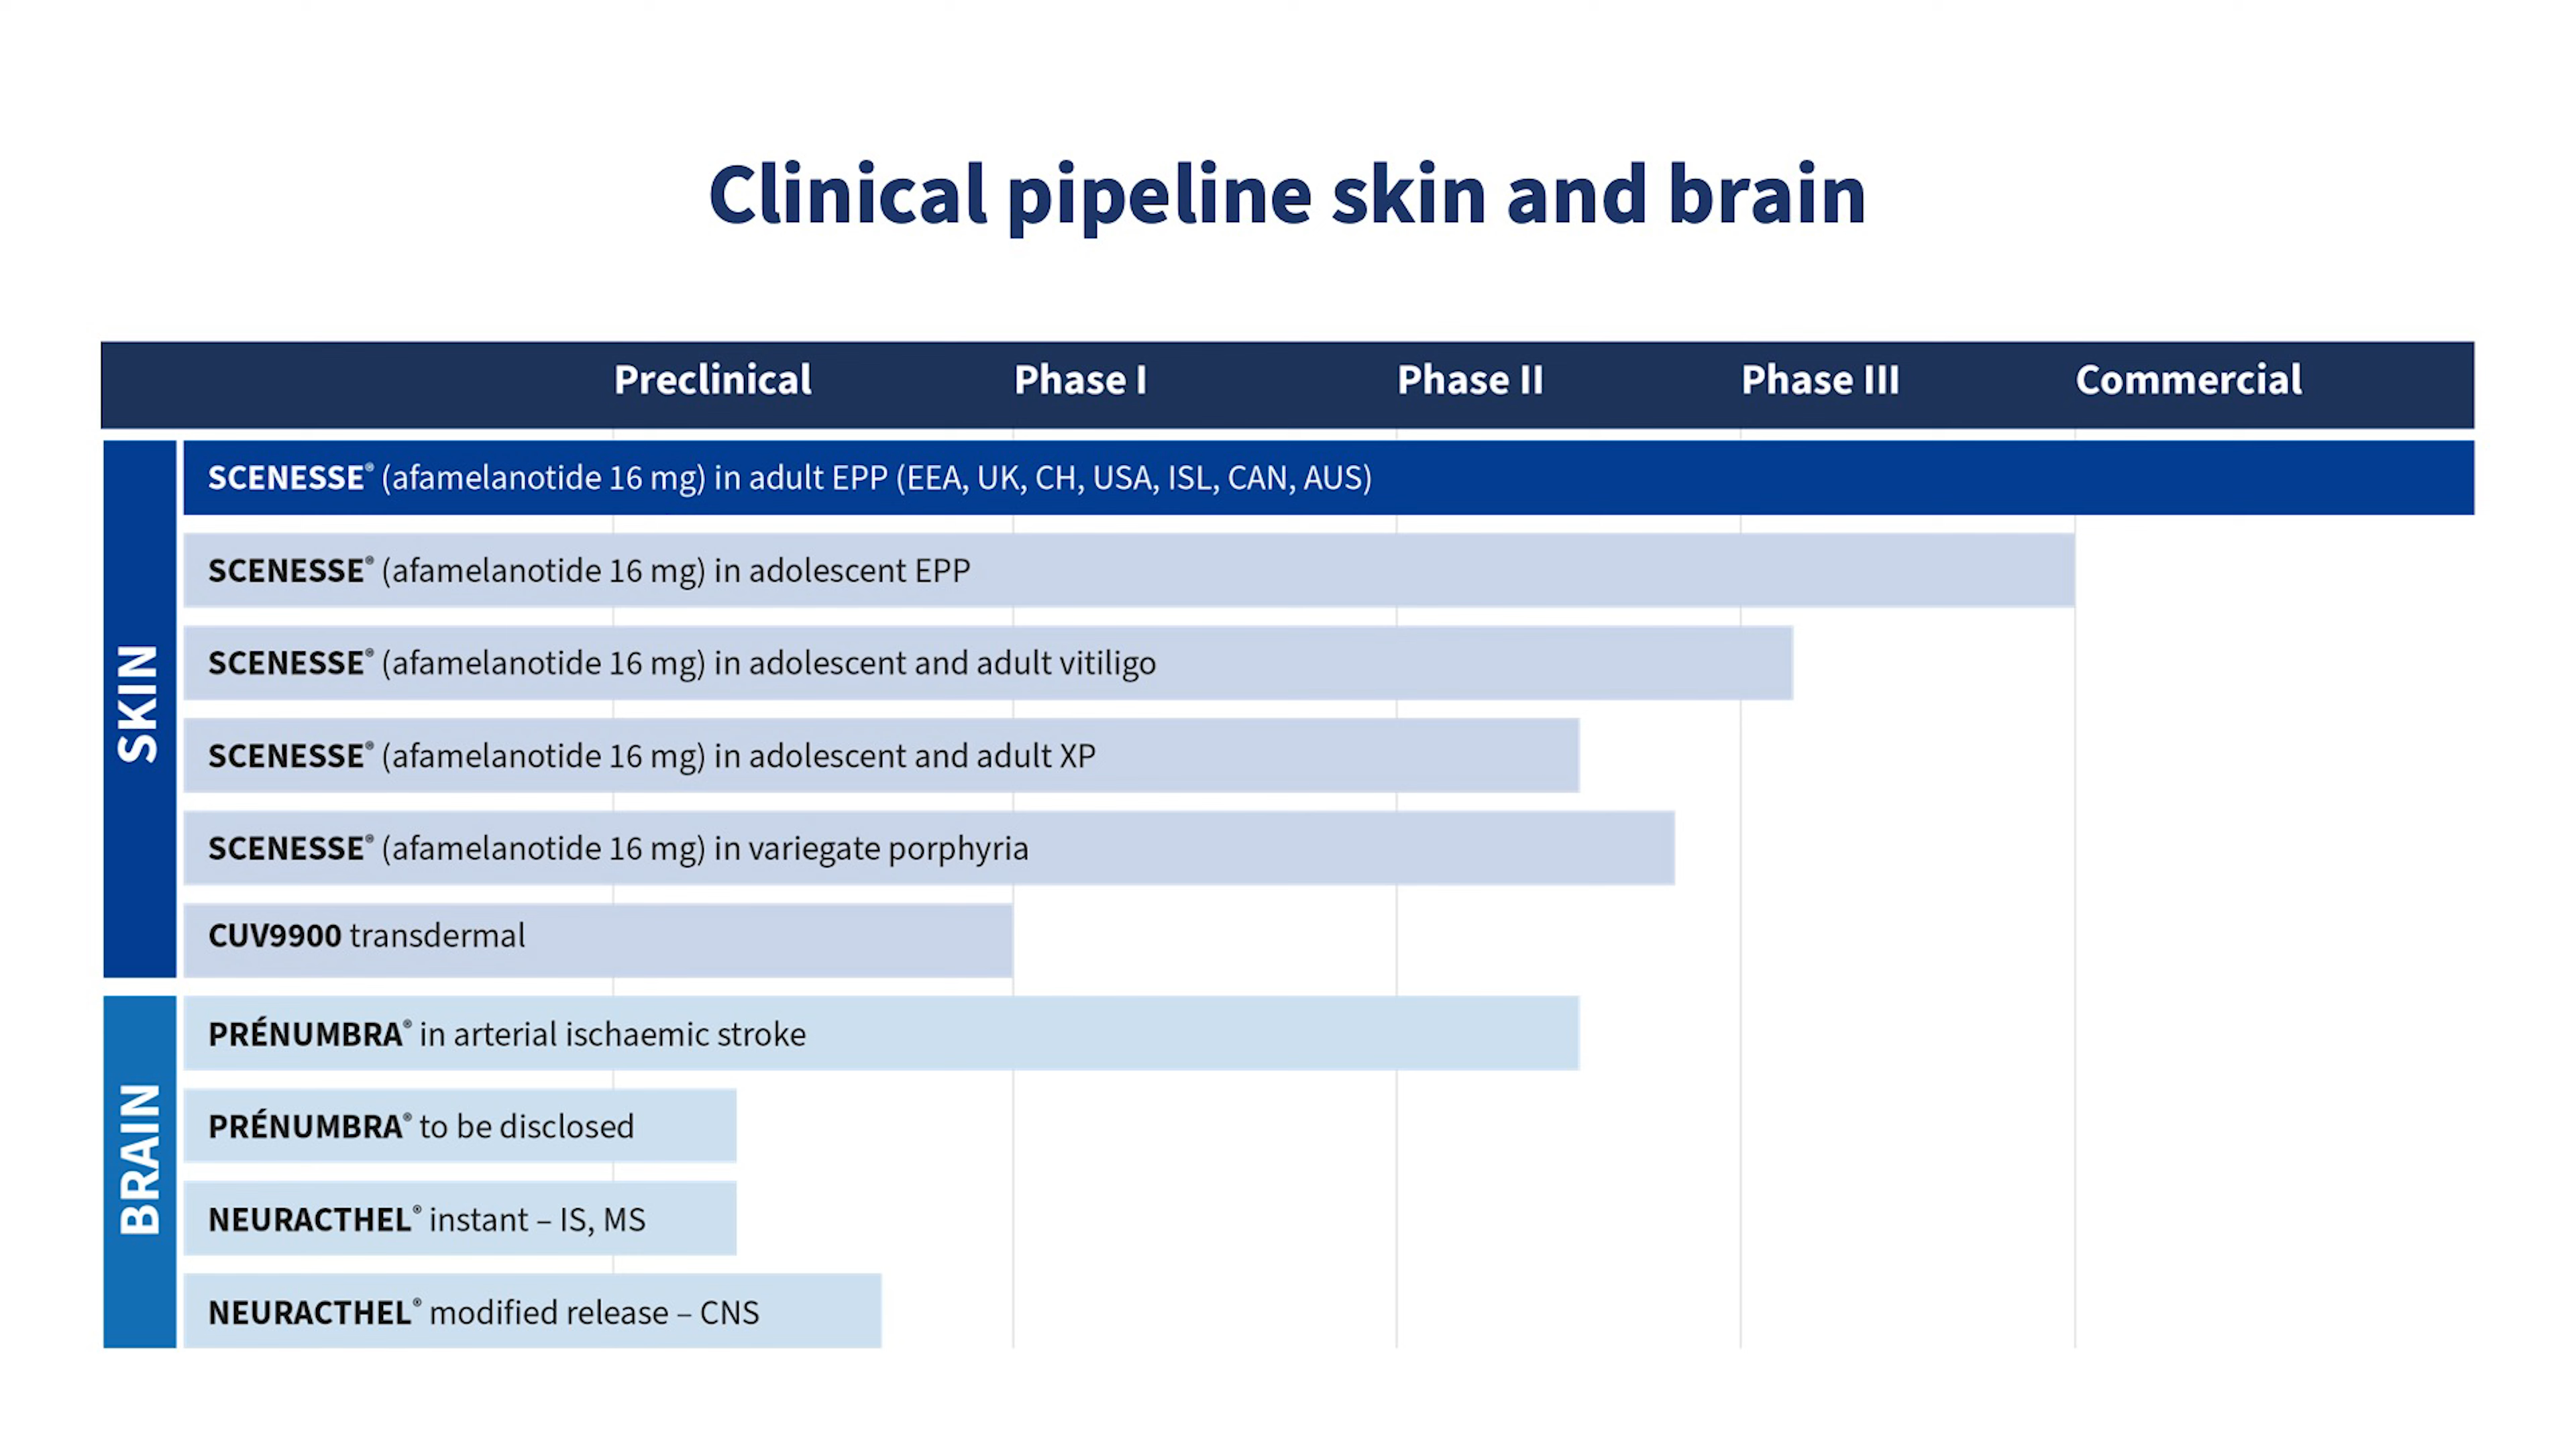 Clinical pipeline skin and brain
Preclinical Phase I Phase II Phase III Commercial
SKIN
SCENESSE® (afamelanotide 16 mg) in adult EPP (EEA, UK, CH, USA, ISL, CAN, AUS)
SCENESSE® (afamelanotide 16 mg) in adolescent EPP
SCENESSE® (afamelanotide 16 mg) in adolescent and adult vitiligo
SCENESSE® (afamelanotide 16 mg) in adolescent and adult XP
SCENESSE® (afamelanotide 16 mg) in variegate porphyria
CUV9900 transdermal
BRAIN
PRÉNUMBRA® in arterial ischaemic stroke
PRÉNUMBRA® to be disclosed
NEURACTHEL® instant – IS, MS
NEURACTHEL® modified release – CNS